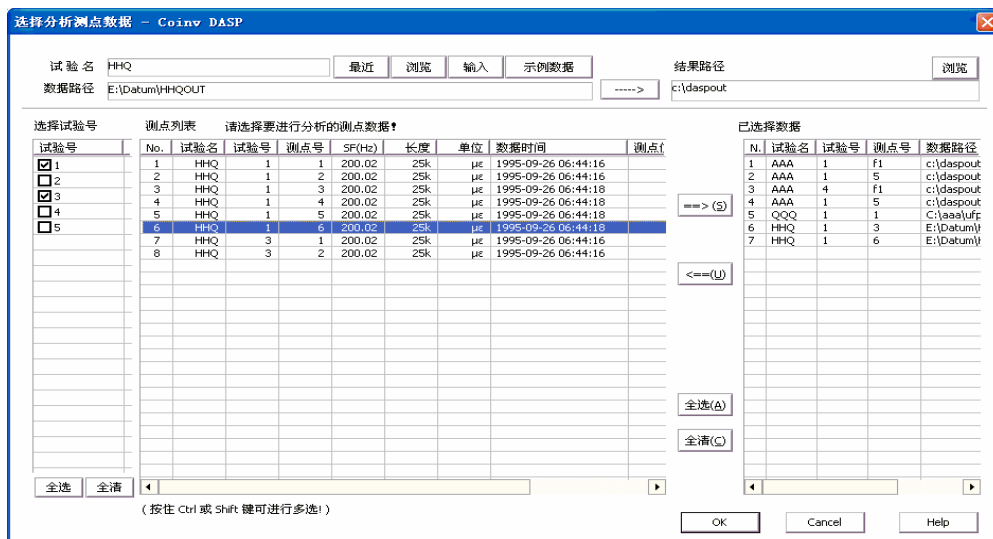 选择分析测点数据 - Coinv DASP
试 验 名 HHQ 最近 浏览 输入 示例数据 结果路径 浏览
数据路径 E:\Datum\HHQOUT -----> c:\daspout
选择试验号 测点列表 请选择要进行分析的测点数据! 已选择数据
试验号 No. 试验名 试验号 测点号 SF(Hz) 长度 单位 数据时间 N. 试验名 试验号 测点号 数据路径
1 1 HHQ 1 1 200.02 25k με 1995-09-26 06:44:16 1 AAA 1 f1 c:\daspout
2 2 HHQ 1 2 200.02 25k με 1995-09-26 06:44:16 2 AAA 1 5 c:\daspout
3 3 HHQ 1 3 200.02 25k με 1995-09-26 06:44:18 3 AAA 4 f1 c:\daspout
4 4 HHQ 1 4 200.02 25k με 1995-09-26 06:44:18 4 AAA 1 5 c:\daspout
5 5 HHQ 1 5 200.02 25k με 1995-09-26 06:44:18 5 QQQ 1 1 C:\aaa\ufp
6 HHQ 1 6 200.02 25k με 1995-09-26 06:44:18 6 HHQ 1 3 E:\Datum\H
7 HHQ 3 1 200.02 25k με 1995-09-26 06:44:16 7 HHQ 1 6 E:\Datum\H
8 HHQ 3 2 200.02 25k με 1995-09-26 06:44:16
==> (S)
<==(U)
全选(A)
全清(C)
全选 全清
( 按住 Ctrl 或 Shift 键可进行多选! )
OK Cancel Help